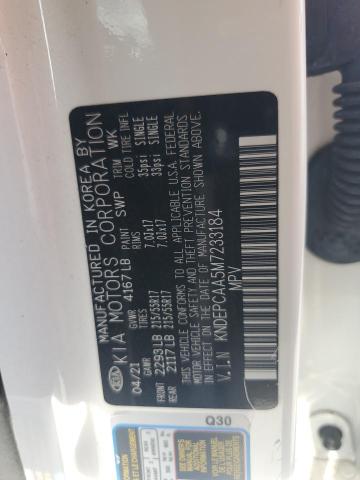 MANUFACTURED IN KOREA BY
KIA KIA MOTORS CORPORATION
04/21 GVWR 4167LB PAINT SWP TRIM WK
GAWR TIRES RIMS COLD TIRE INFL
FRONT 2293LB 215/55R17 7.0Jx17 35psi SINGLE
REAR 2117LB 215/55R17 7.0Jx17 33psi SINGLE
THIS VEHICLE CONFORMS TO ALL APPLICABLE U.S.A. FEDERAL
MOTOR VEHICLE SAFETY AND THEFT PREVENTION STANDARDS
IN EFFECT ON THE DATE OF MANUFACTURE SHOWN ABOVE.
V.I.N KNDEPCAA5M7233184
MPV
Q30